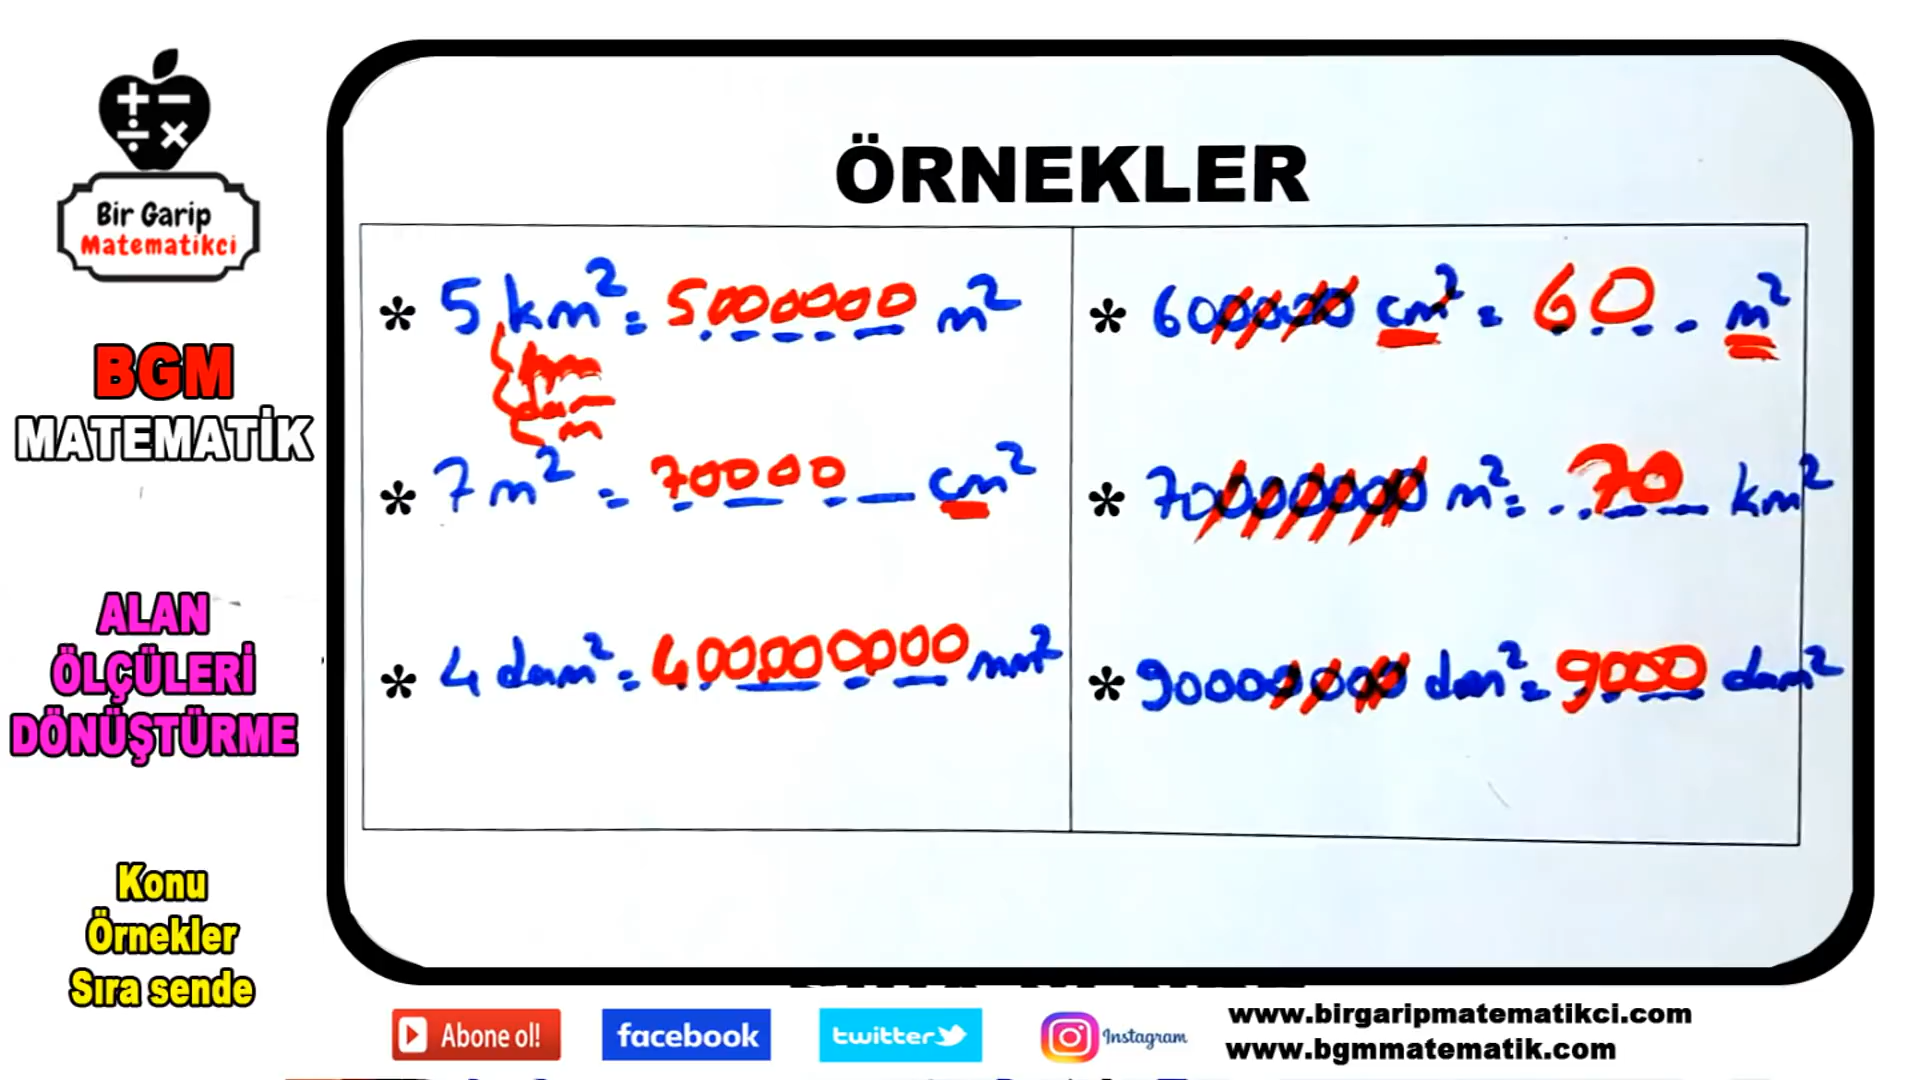 Bir Garip
Matematikci
BGM
MATEMATİK
ALAN
ÖLÇÜLERİ
DÖNÜŞTÜRME
Konu
Örnekler
Sıra sende
ÖRNEKLER
* 5 km² = 5000000 m²
hm
dam
m
* 7 m² = 70000 cm²
* 4 dam² = 400000000 mm²
* 600000 cm² = 60 m²
* 70000000 m² = 70 km²
* 90000000 dm² = 9000 dam²
Abone ol!
facebook
twitter
Instagram
www.birgaripmatematikci.com
www.bgmmatematik.com